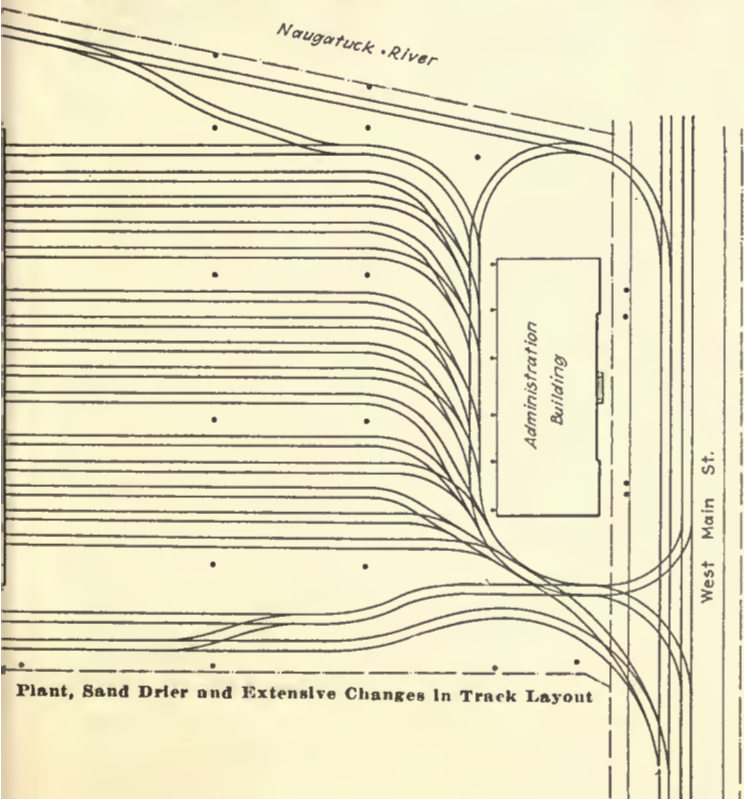 Naugatuck River
Administration
Building
West Main St.
Plant, Sand Drier and Extensive Changes in Track Layout